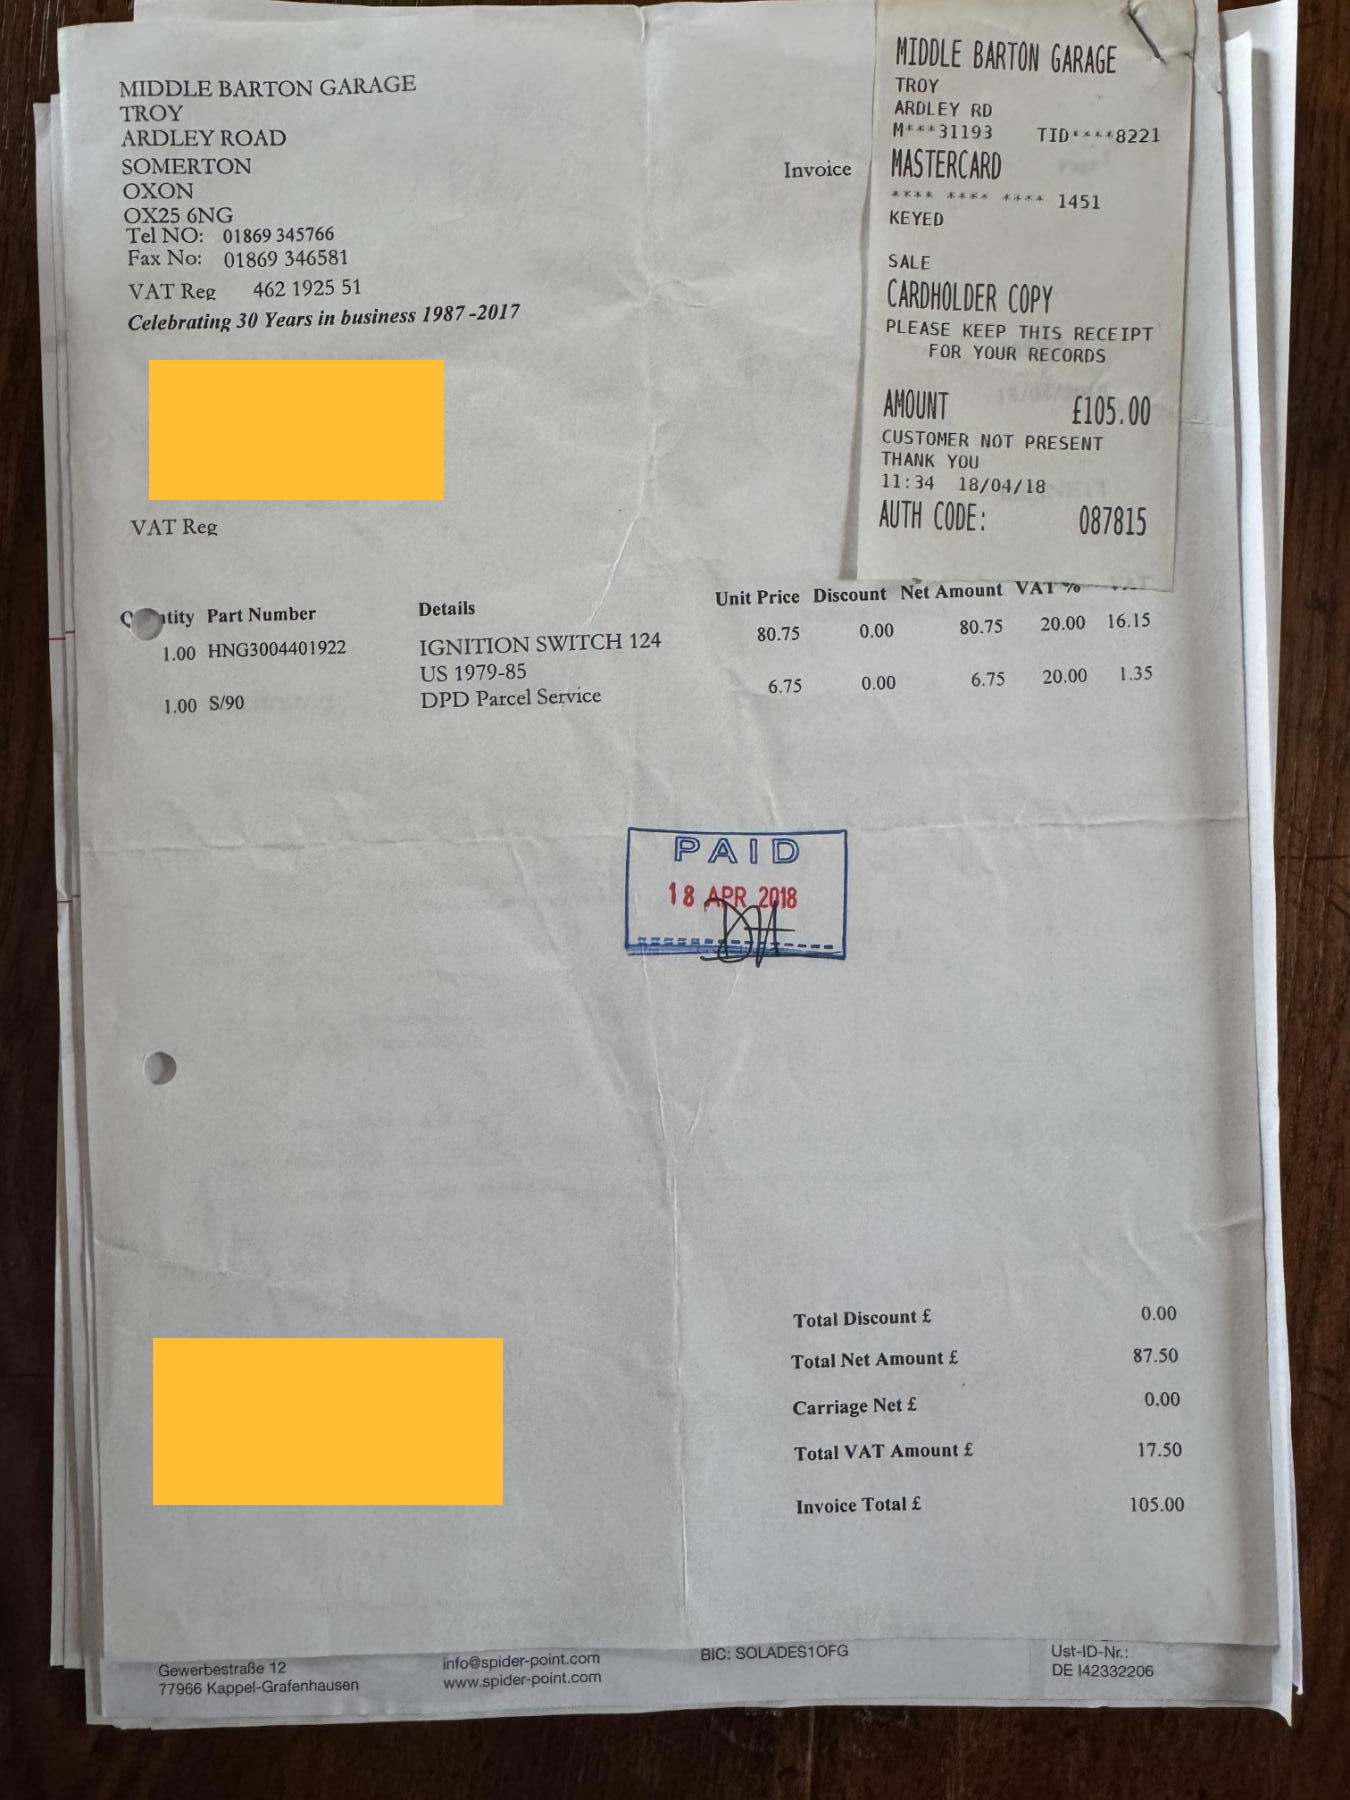 MIDDLE BARTON GARAGE
TROY
ARDLEY ROAD
SOMERTON
OXON
OX25 6NG
Tel NO: 01869 345766
Fax No: 01869 346581
VAT Reg 462 1925 51
Celebrating 30 Years in business 1987-2017
Invoice
MIDDLE BARTON GARAGE
TROY
ARDLEY RD
M***31193 TID****8221
MASTERCARD
**** **** **** 1451
KEYED
SALE
CARDHOLDER COPY
PLEASE KEEP THIS RECEIPT
FOR YOUR RECORDS
AMOUNT £105.00
CUSTOMER NOT PRESENT
THANK YOU
11:34 18/04/18
AUTH CODE: 087815
VAT Reg
Part Number Details Unit Price Discount Net Amount VAT %
1.00 HNG3004401922 IGNITION SWITCH 124 80.75 0.00 80.75 20.00 16.15
US 1979-85
1.00 S/90 DPD Parcel Service 6.75 0.00 6.75 20.00 1.35
PAID
18 APR 2018
Total Discount £ 0.00
Total Net Amount £ 87.50
Carriage Net £ 0.00
Total VAT Amount £ 17.50
Invoice Total £ 105.00
Gewerbestraße 12 info@spider-point.com BIC: SOLADES1OFG Ust-ID-Nr.:
77966 Kappel-Grafenhausen www.spider-point.com DE 142332206